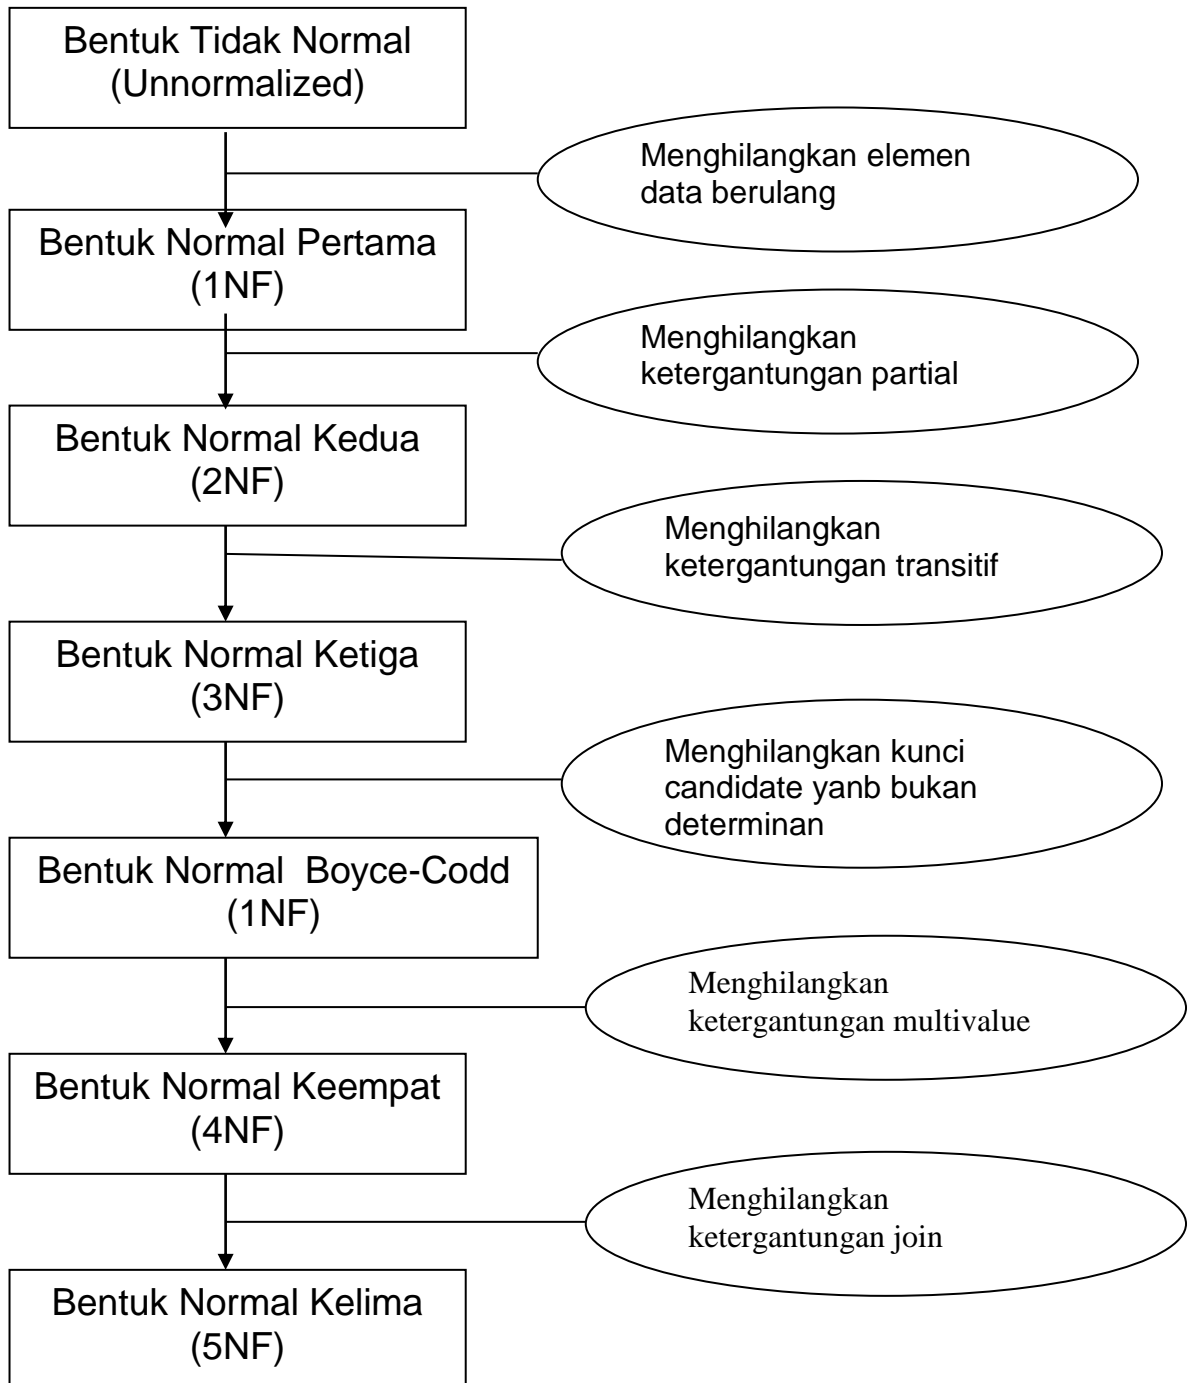 Bentuk Tidak Normal
(Unnormalized)
Menghilangkan elemen
data berulang
Bentuk Normal Pertama
(1NF)
Menghilangkan
ketergantungan partial
Bentuk Normal Kedua
(2NF)
Menghilangkan
ketergantungan transitif
Bentuk Normal Ketiga
(3NF)
Menghilangkan kunci
candidate yanb bukan
determinan
Bentuk Normal Boyce-Codd
(1NF)
Menghilangkan
ketergantungan multivalue
Bentuk Normal Keempat
(4NF)
Menghilangkan
ketergantungan join
Bentuk Normal Kelima
(5NF)